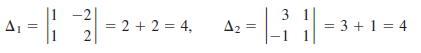 Δ₁ = |1 −2| = 2 + 2 = 4,   Δ₂ = | 3 1| = 3 + 1 = 4
|1 2|   |−1 1|